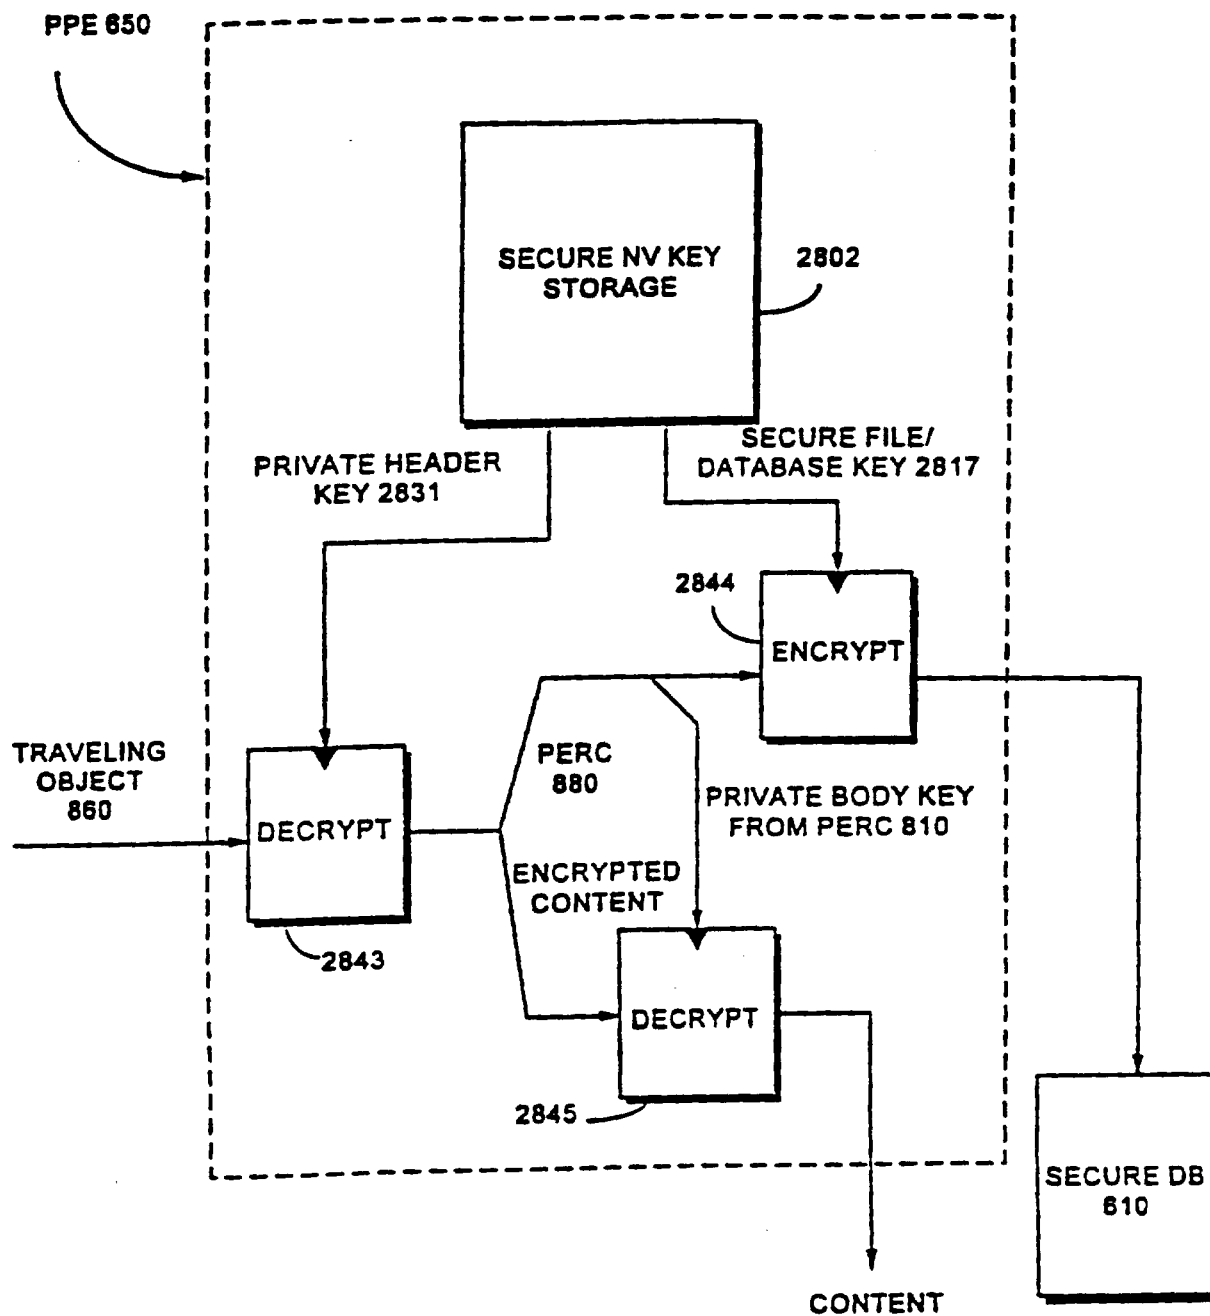 PPE 650
SECURE NV KEY
STORAGE
2802
PRIVATE HEADER
KEY 2831
SECURE FILE/
DATABASE KEY 2817
2844
ENCRYPT
TRAVELING
OBJECT
860
DECRYPT
PERC
880
PRIVATE BODY KEY
FROM PERC 810
ENCRYPTED
CONTENT
2843
DECRYPT
2845
SECURE DB
610
CONTENT